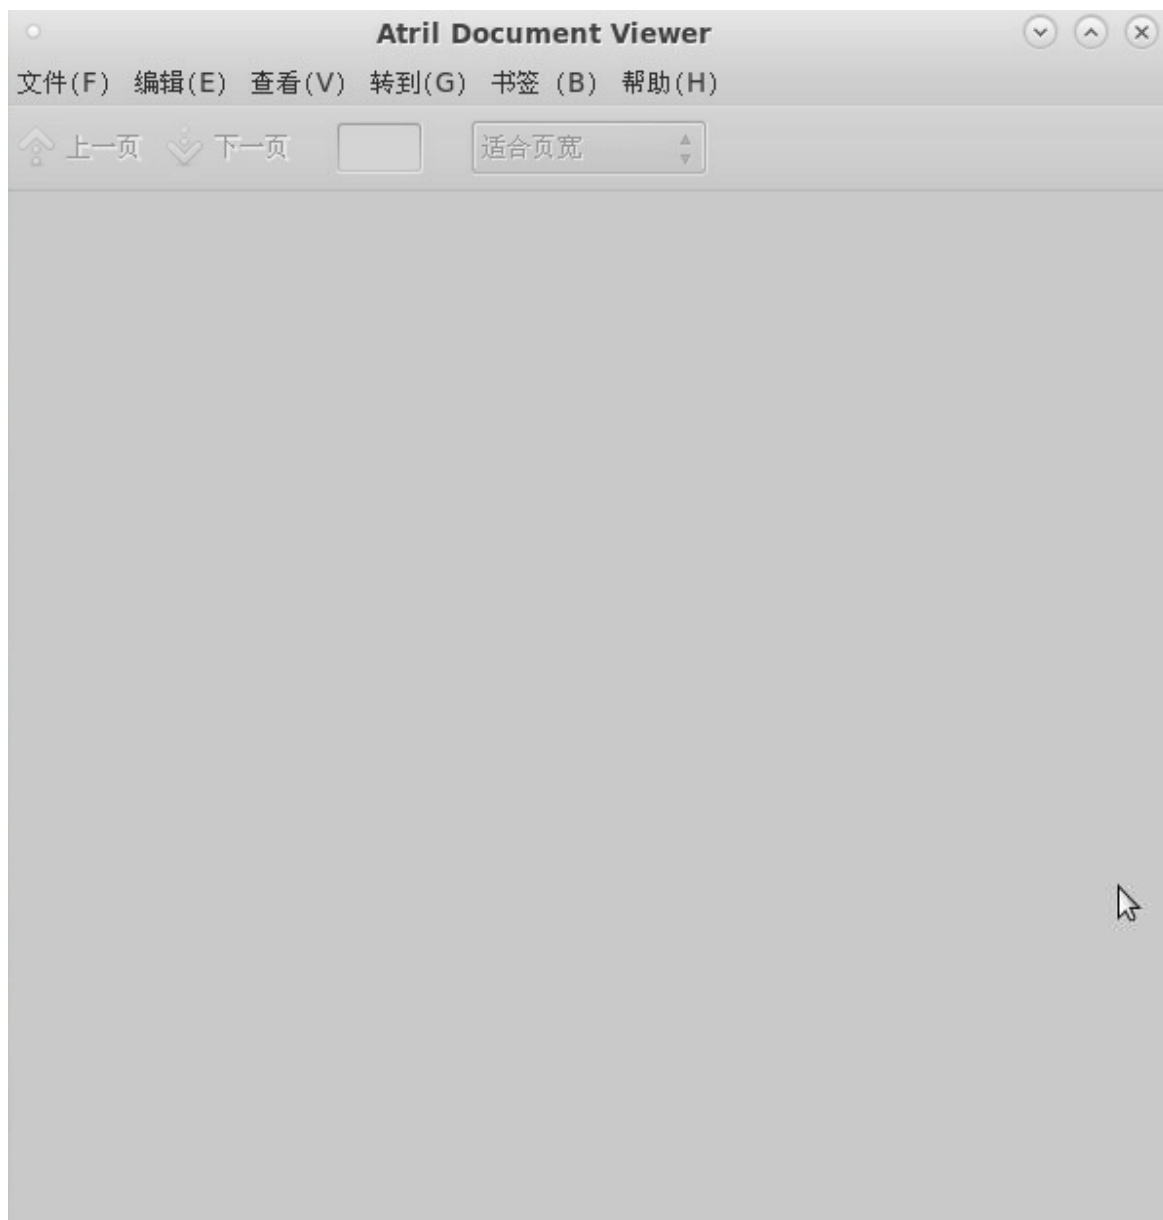 Atril Document Viewer
文件(F) 编辑(E) 查看(V) 转到(G) 书签 (B) 帮助(H)
上一页 下一页 适合页宽